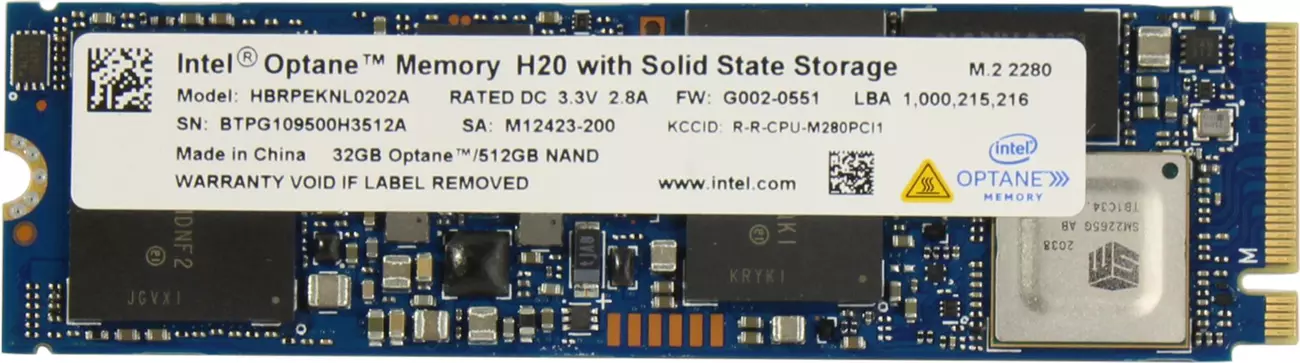 Intel® Optane™ Memory H20 with Solid State Storage M.2 2280
Model: HBRPEKNL0202A RATED DC 3.3V 2.8A FW: G002-0551 LBA 1,000,215,216
SN: BTPG109500H3512A SA: M12423-200 KCCID: R-R-CPU-M280PCI1
Made in China 32GB Optane™/512GB NAND
WARRANTY VOID IF LABEL REMOVED www.intel.com
intel
OPTANE
MEMORY
JGVXI
KRYKI
SM2265G AB
2038
M